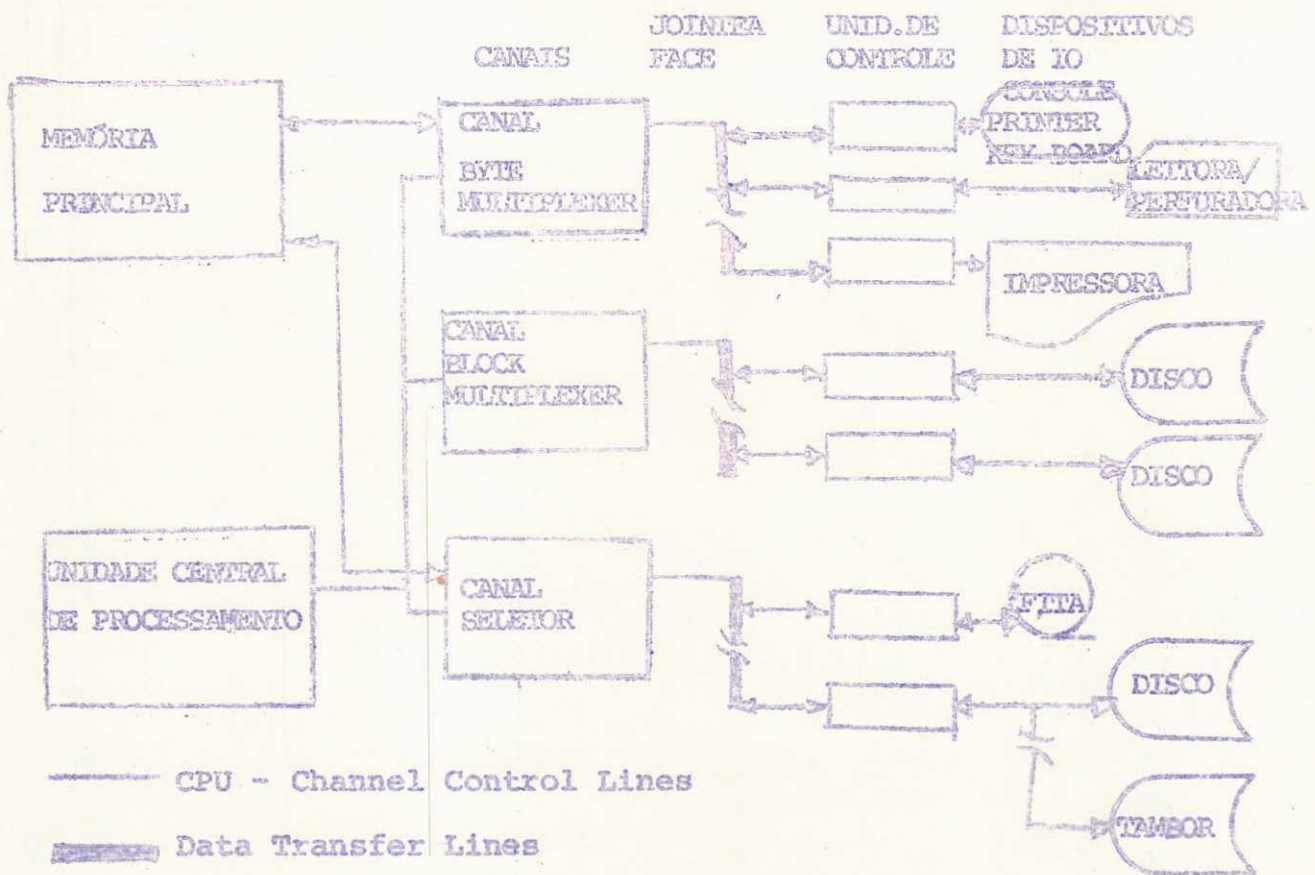 JOINTFA UNID.DE DISPOSITIVOS
CANAIS FACE CONTROLE DE IO
MEMÓRIA
PRINCIPAL
CANAL
BYTE
MULTIPLEXER
CONSOLE
PRINTER
KEY BOARD
LEITORA/
PERFURADORA
IMPRESSORA
CANAL
BLOCK
MULTIPLEXER
DISCO
DISCO
UNIDADE CENTRAL
DE PROCESSAMENTO
CANAL
SELETOR
FITA
DISCO
TAMBOR
CPU - Channel Control Lines
Data Transfer Lines